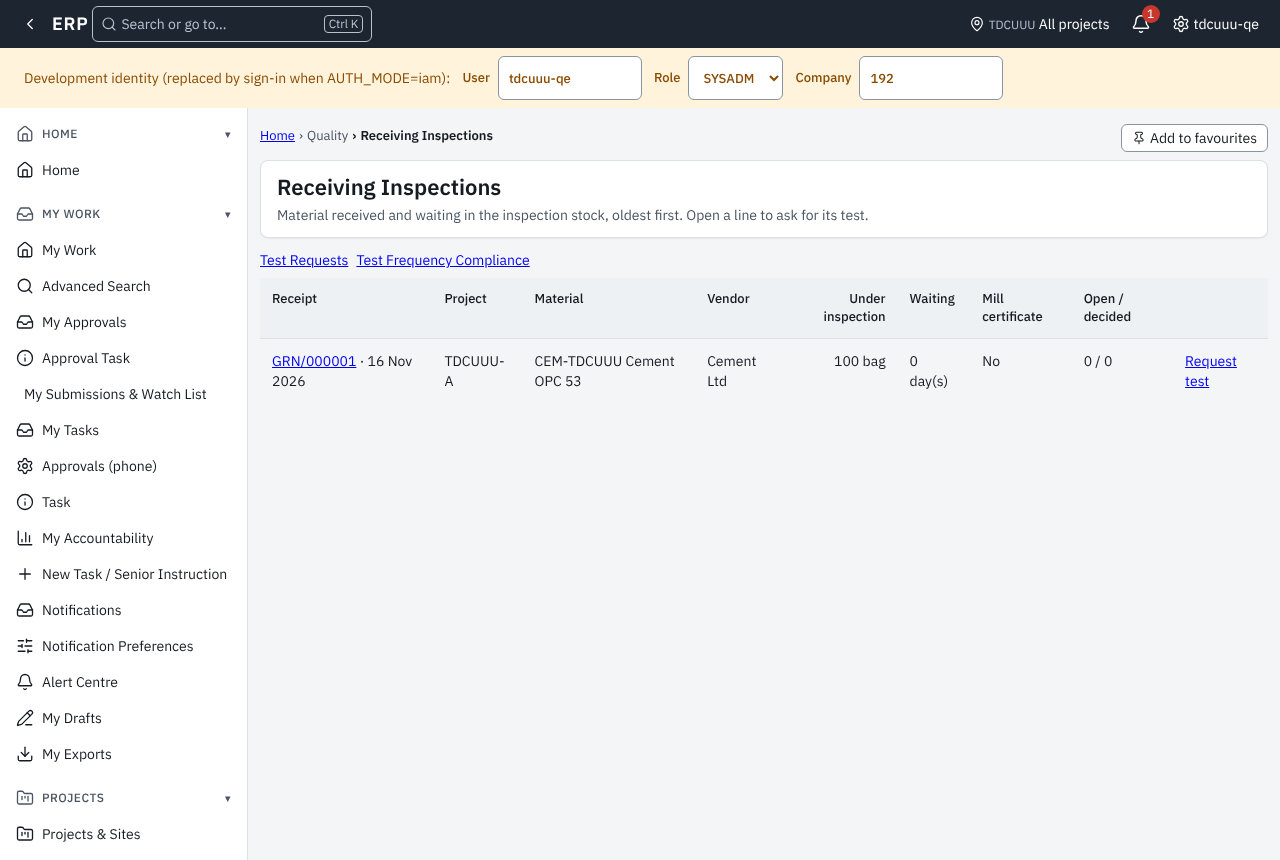 ERP
Search or go to...
Ctrl K
TDCUUU All projects
1
tdcuuu-qe
Development identity (replaced by sign-in when AUTH_MODE=iam):
User
tdcuuu-qe
Role
SYSADM
Company
192
HOME
Home
MY WORK
My Work
Advanced Search
My Approvals
Approval Task
My Submissions & Watch List
My Tasks
Approvals (phone)
Task
My Accountability
New Task / Senior Instruction
Notifications
Notification Preferences
Alert Centre
My Drafts
My Exports
PROJECTS
Projects & Sites
Home › Quality › Receiving Inspections
Add to favourites
Receiving Inspections
Material received and waiting in the inspection stock, oldest first. Open a line to ask for its test.
Test Requests Test Frequency Compliance
Receipt
Project
Material
Vendor
Under
inspection
Waiting
Mill
certificate
Open /
decided
GRN/000001 · 16 Nov
2026
TDCUUU-
A
CEM-TDCUUU Cement
OPC 53
Cement
Ltd
100 bag
0
day(s)
No
0 / 0
Request
test